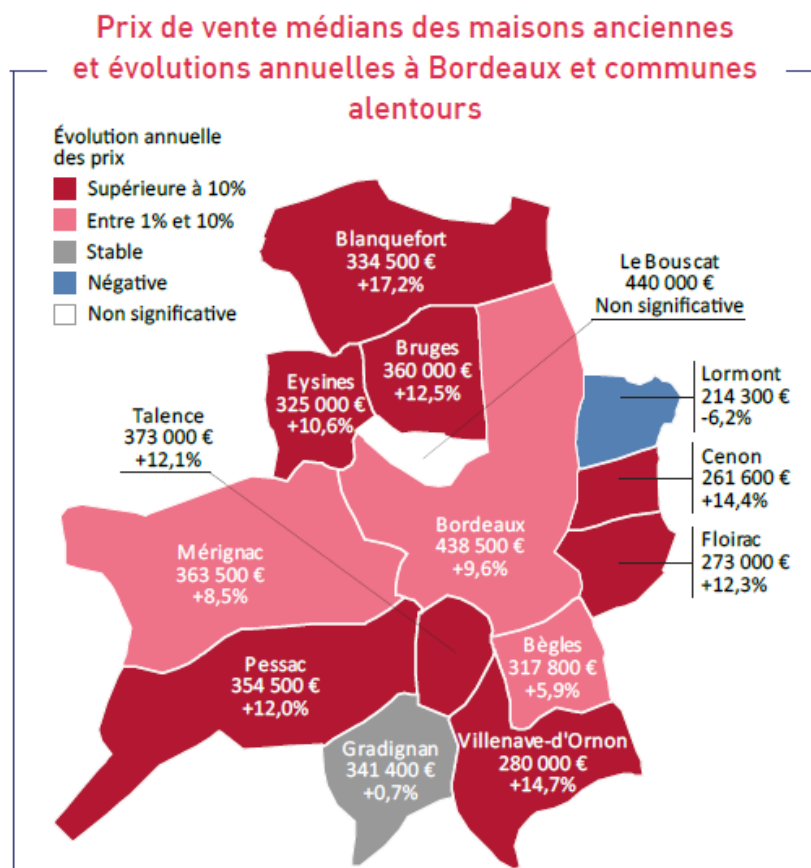 Prix de vente médians des maisons anciennes
et évolutions annuelles à Bordeaux et communes
alentours
Évolution annuelle
des prix
Supérieure à 10%
Entre 1% et 10%
Stable
Négative
Non significative
Blanquefort
334 500 €
+17,2%
Le Bouscat
440 000 €
Non significative
Bruges
360 000 €
+12,5%
Eysines
325 000 €
+10,6%
Lormont
214 300 €
-6,2%
Talence
373 000 €
+12,1%
Cenon
261 600 €
+14,4%
Bordeaux
438 500 €
+9,6%
Floirac
273 000 €
+12,3%
Mérignac
363 500 €
+8,5%
Bègles
317 800 €
+5,9%
Pessac
354 500 €
+12,0%
Gradignan
341 400 €
+0,7%
Villenave-d'Ornon
280 000 €
+14,7%